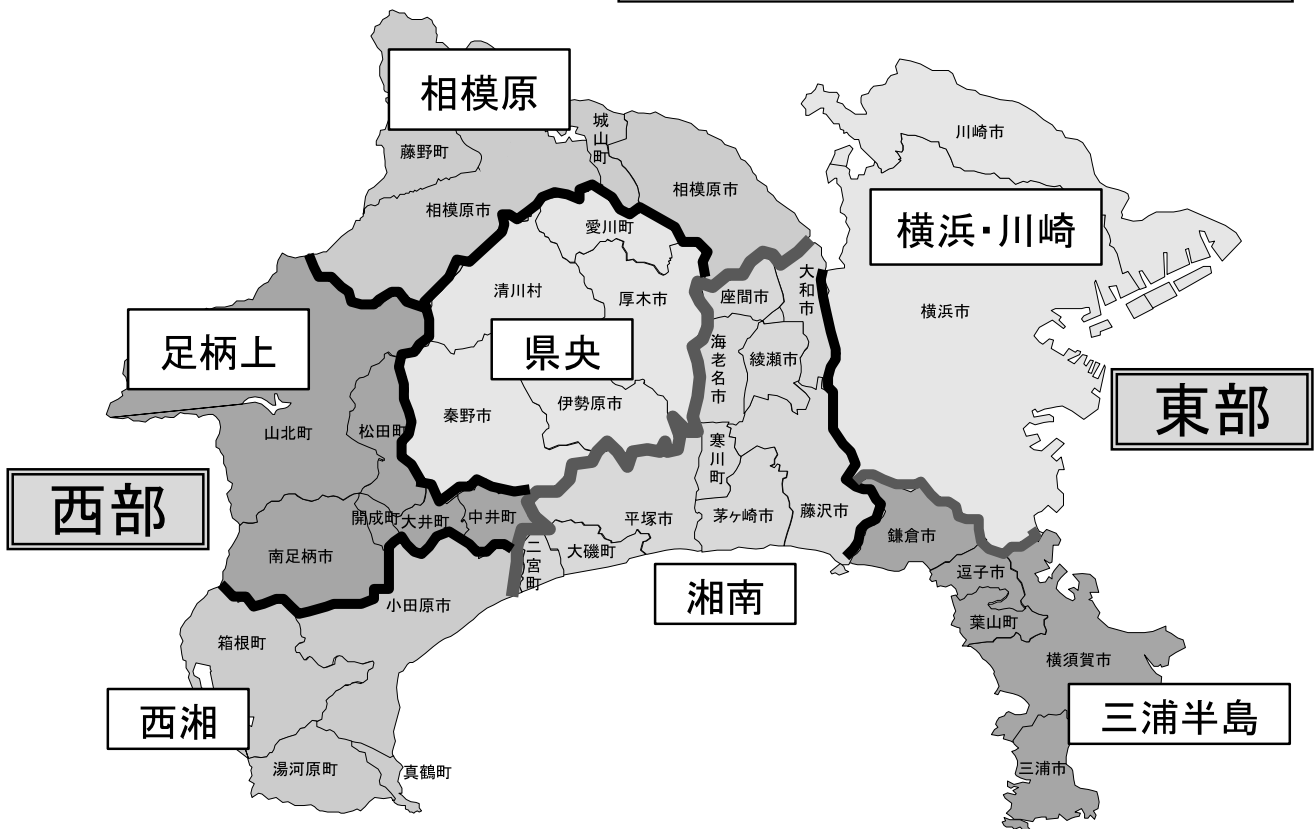 相模原
城山町
川崎市
藤野町
相模原市
相模原市
愛川町
横浜・川崎
清川村
厚木市
座間市
大和市
横浜市
足柄上
県央
海老名市
綾瀬市
東部
秦野市
伊勢原市
山北町
松田町
寒川町
西部
開成町
大井町
中井町
平塚市
茅ヶ崎市
藤沢市
鎌倉市
南足柄市
二宮町
大磯町
逗子市
湘南
小田原市
葉山町
箱根町
横須賀市
西湘
三浦半島
湯河原町
真鶴町
三浦市